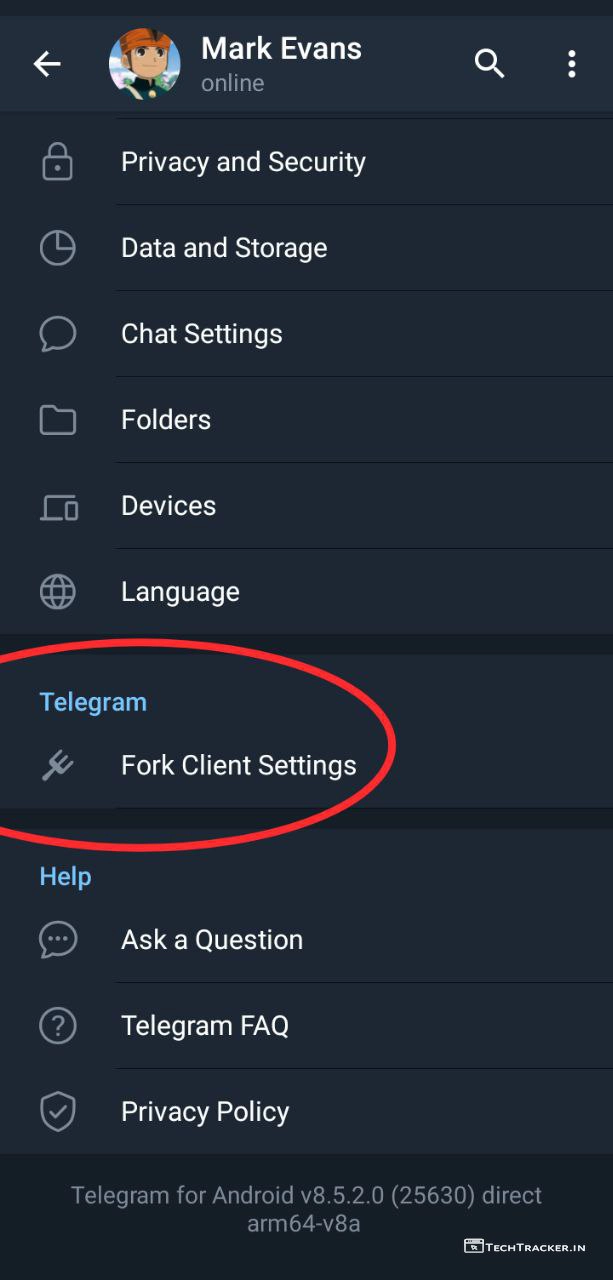 Mark Evans
online
Privacy and Security
Data and Storage
Chat Settings
Folders
Devices
Language
Telegram
Fork Client Settings
Help
Ask a Question
Telegram FAQ
Privacy Policy
Telegram for Android v8.5.2.0 (25630) direct
arm64-v8a
TECHTRACKER.IN